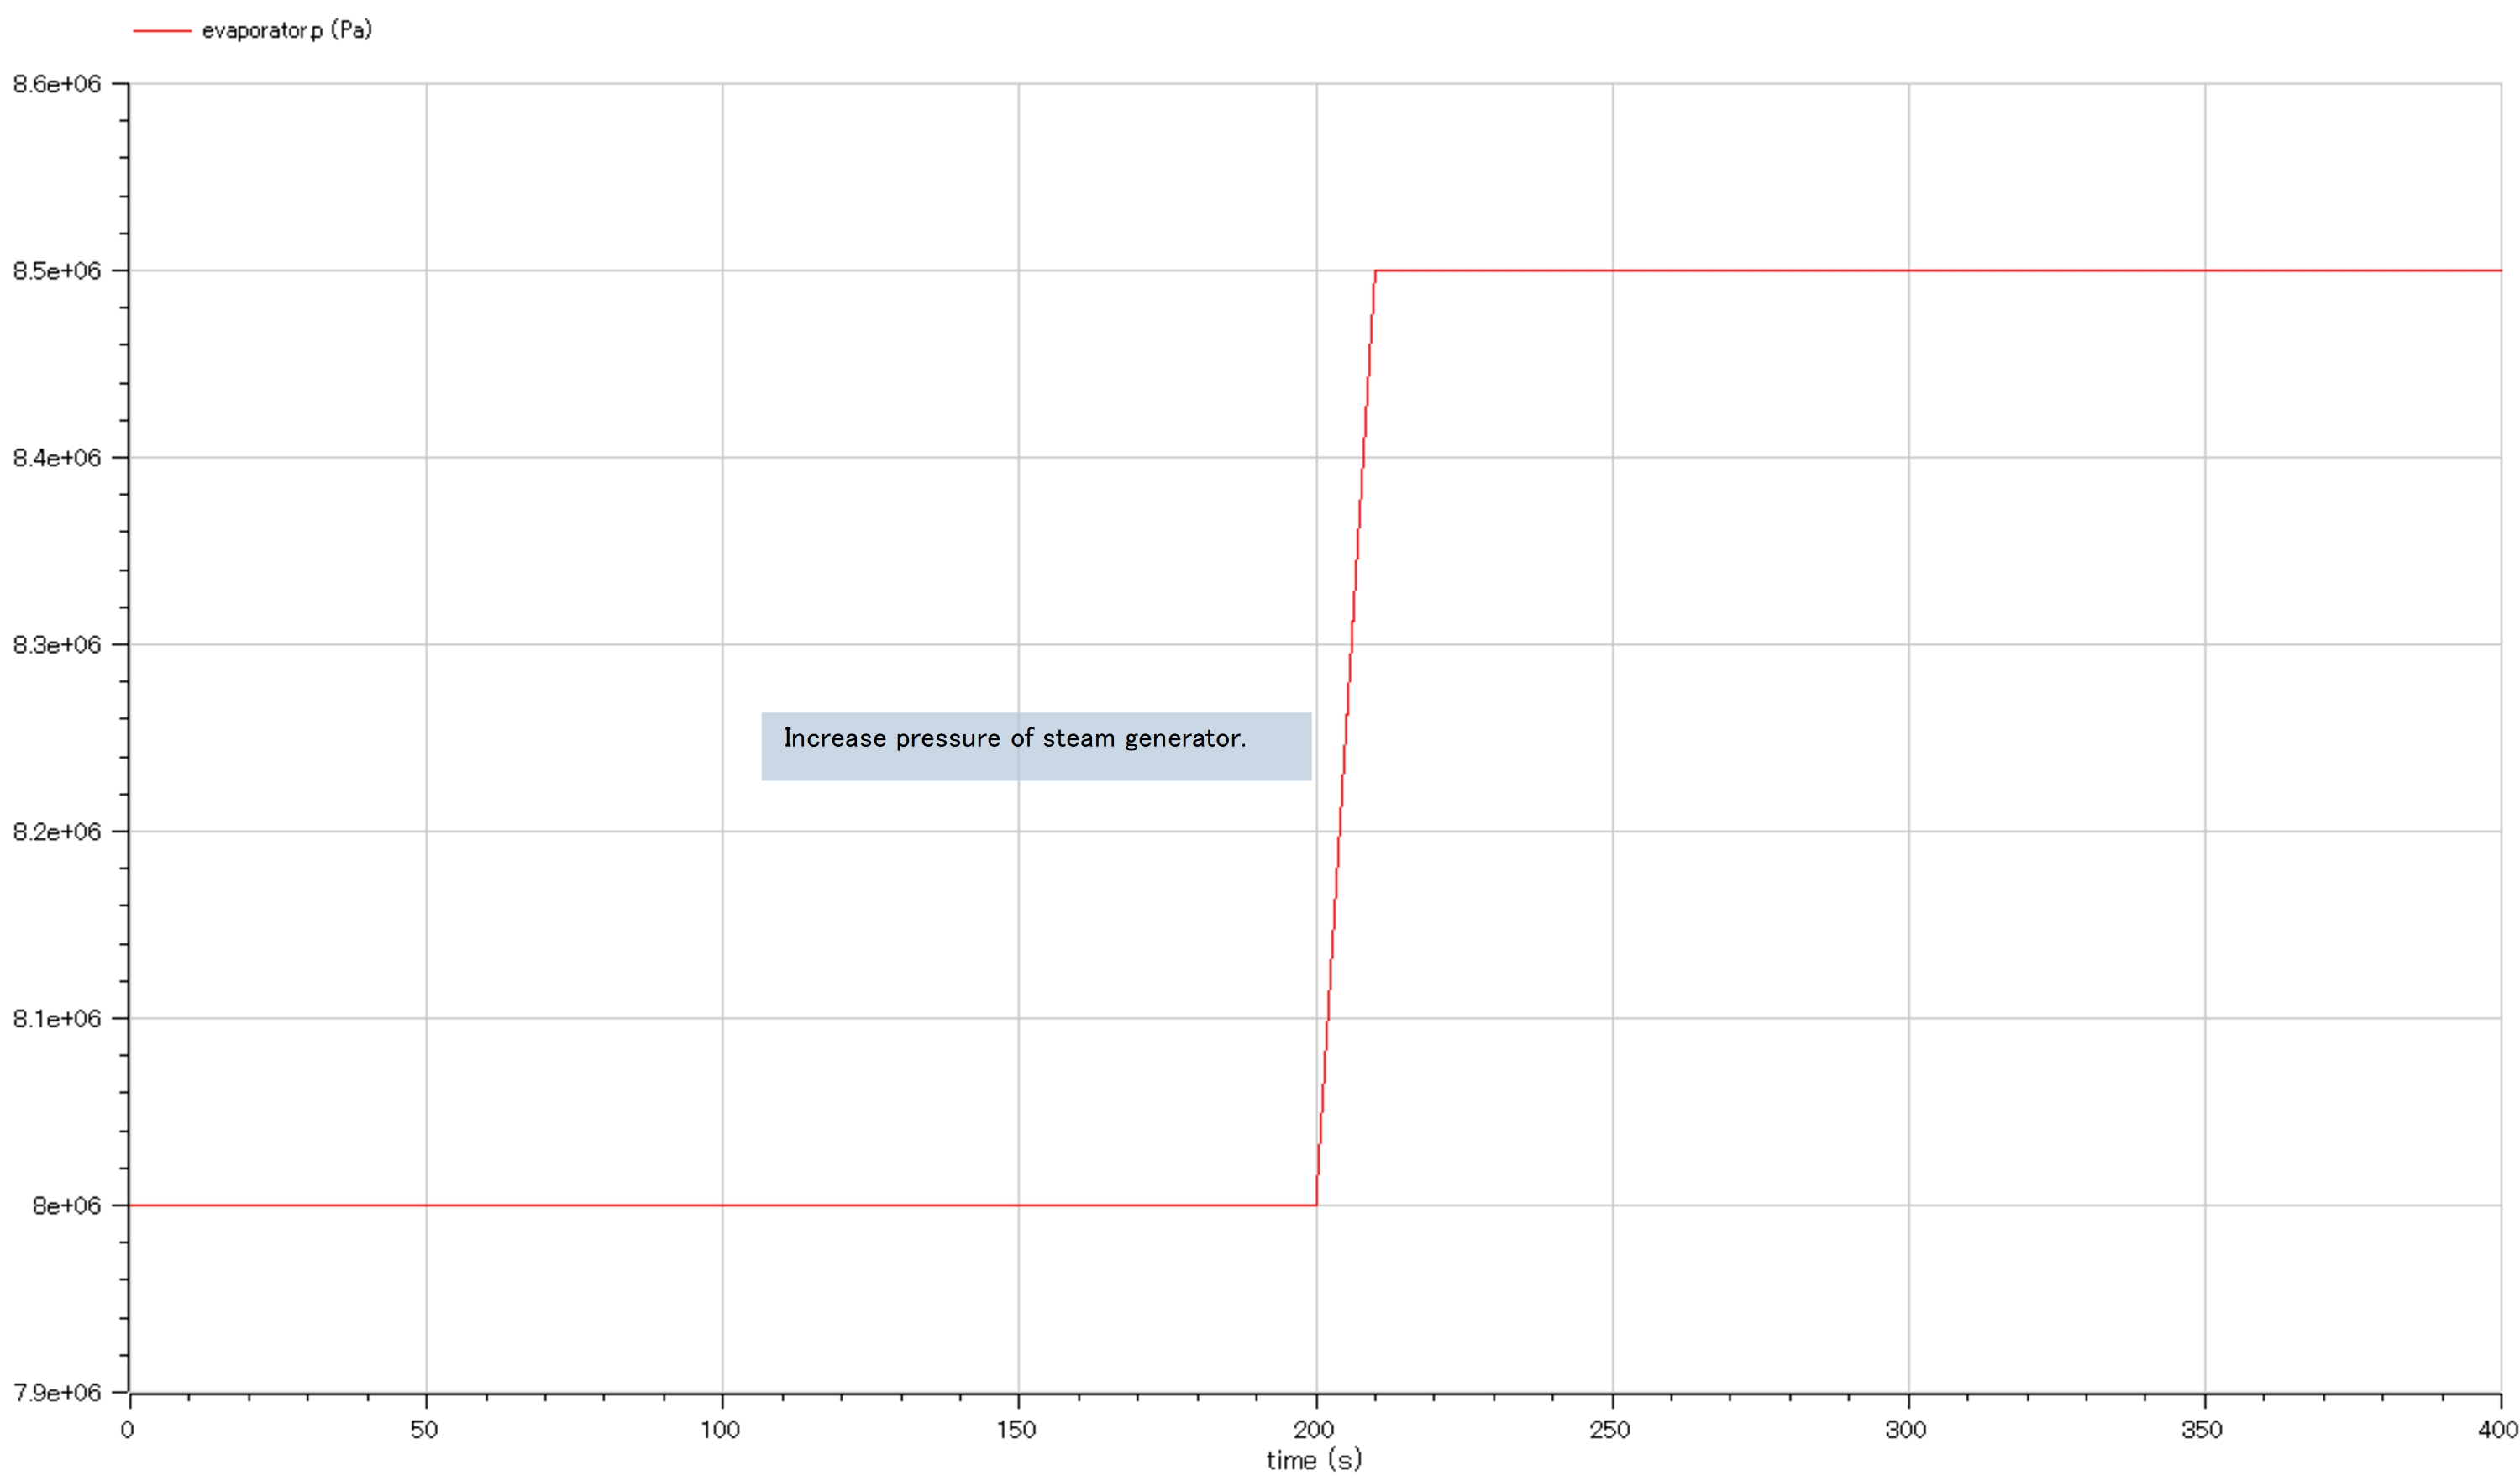 evaporator.p (Pa)
8.6e+06
8.5e+06
8.4e+06
8.3e+06
Increase pressure of steam generator.
8.2e+06
8.1e+06
8e+06
7.9e+06
0 50 100 150 200 250 300 350 400
time (s)